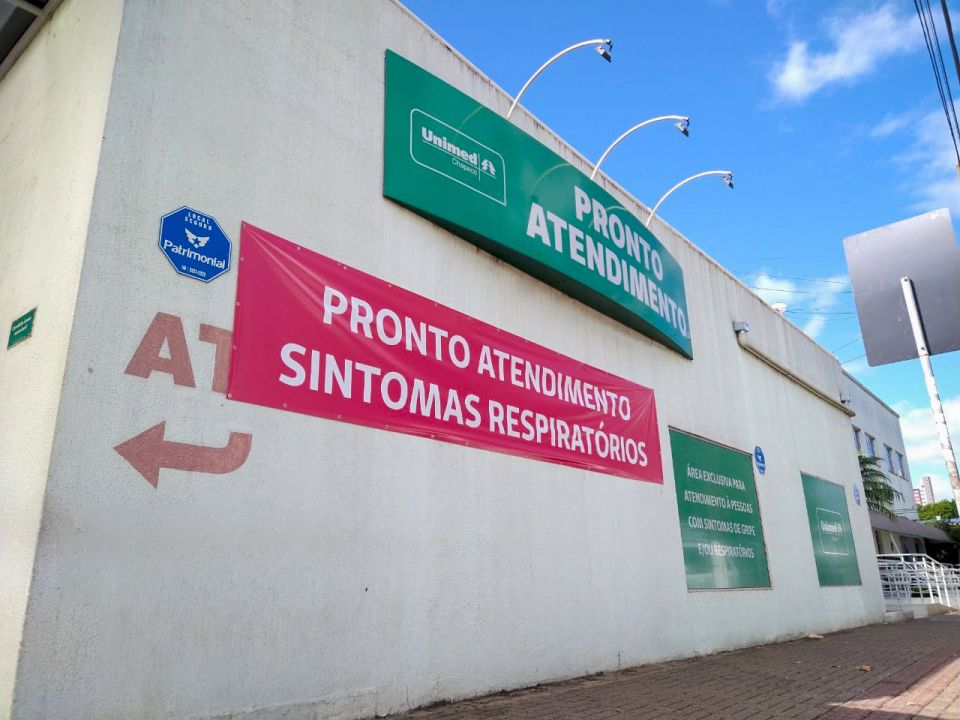 Unimed
Chapecó
PRONTO
ATENDIMENTO
LOCAL
SEGURO
Patrimonial
PRONTO ATENDIMENTO
SINTOMAS RESPIRATÓRIOS
AT
ÁREA EXCLUSIVA PARA
ATENDIMENTO À PESSOAS
COM SINTOMAS DE GRIPE
E/OU RESPIRATÓRIOS
Unimed